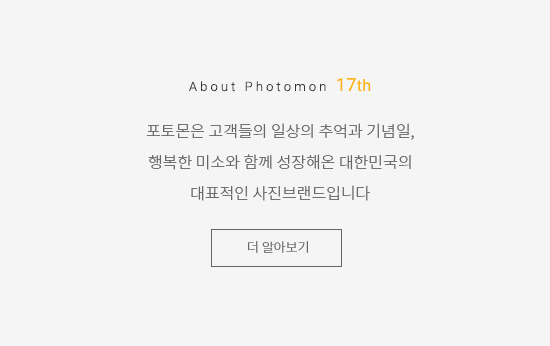 About Photomon 17th
포토몬은 고객들의 일상의 추억과 기념일,
행복한 미소와 함께 성장해온 대한민국의
대표적인 사진브랜드입니다
더 알아보기